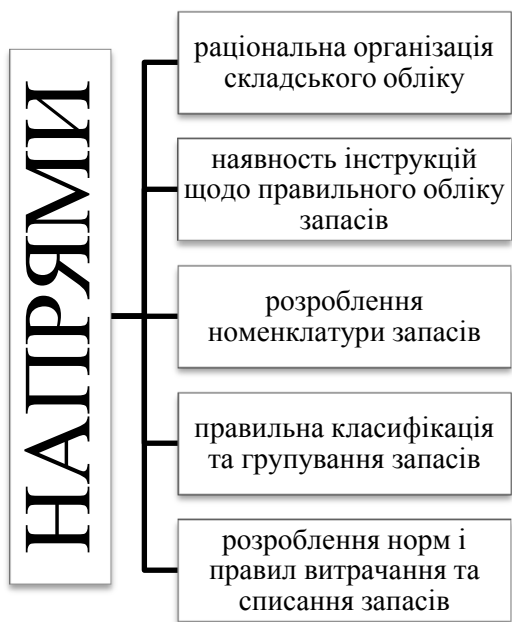 НАПРЯМИ
раціональна організація
складського обліку
наявность інструкцій
щодо правильного обліку
запасів
розроблення
номенклатури запасів
правильна класифікація
та групування запасів
розроблення норм і
правил витрачання та
списання запасів